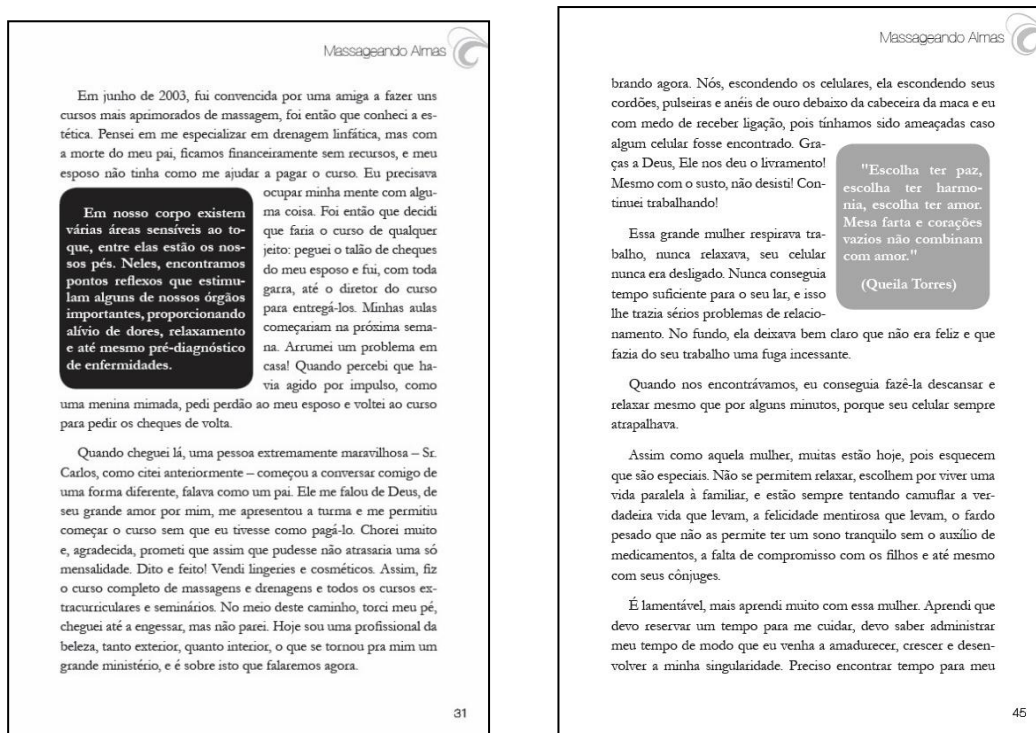 Massageando Almas
Em junho de 2003, fui convencida por uma amiga a fazer uns
cursos mais aprimorados de massagem, foi então que conheci a es-
tética. Pensei em me especializar em drenagem linfática, mas com
a morte do meu pai, ficamos financeiramente sem recursos, e meu
esposo não tinha como me ajudar a pagar o curso. Eu precisava
ocupar minha mente com algu-
ma coisa. Foi então que decidi
que faria o curso de qualquer
jeito: peguei o talão de cheques
do meu esposo e fui, com toda
garra, até o diretor do curso
para entregá-los. Minhas aulas
começariam na próxima sema-
na. Arrumei um problema em
casa! Quando percebi que ha-
via agido por impulso, como
Em nosso corpo existem
várias áreas sensíveis ao to-
que, entre elas estão os nos-
sos pés. Neles, encontramos
pontos reflexos que estimu-
lam alguns de nossos órgãos
importantes, proporcionando
alívio de dores, relaxamento
e até mesmo pré-diagnóstico
de enfermidades.
uma menina mimada, pedi perdão ao meu esposo e voltei ao curso
para pedir os cheques de volta.
Quando cheguei lá, uma pessoa extremamente maravilhosa – Sr.
Carlos, como citei anteriormente – começou a conversar comigo de
uma forma diferente, falava como um pai. Ele me falou de Deus, de
seu grande amor por mim, me apresentou a turma e me permitiu
começar o curso sem que eu tivesse como pagá-lo. Chorei muito
e, agradecida, prometi que assim que pudesse não atrasaria uma só
mensalidade. Dito e feito! Vendi lingeries e cosméticos. Assim, fiz
o curso completo de massagens e drenagens e todos os cursos ex-
tracurriculares e seminários. No meio deste caminho, torci meu pé,
cheguei até a engessar, mas não parei. Hoje sou uma profissional da
beleza, tanto exterior, quanto interior, o que se tornou pra mim um
grande ministério, e é sobre isto que falaremos agora.
31
Massageando Almas
brando agora. Nós, escondendo os celulares, ela escondendo seus
cordões, pulseiras e anéis de ouro debaixo da cabeceira da maca e eu
com medo de receber ligação, pois tínhamos sido ameaçadas caso
algum celular fosse encontrado. Gra-
ças a Deus, Ele nos deu o livramento!
Mesmo com o susto, não desisti! Con-
tinuei trabalhando!
Essa grande mulher respirava tra-
balho, nunca relaxava, seu celular
nunca era desligado. Nunca conseguia
tempo suficiente para o seu lar, e isso
lhe trazia sérios problemas de relacio-
"Escolha ter paz,
escolha ter harmo-
nia, escolha ter amor.
Mesa farta e corações
vazios não combinam
com amor."
(Queila Torres)
namento. No fundo, ela deixava bem claro que não era feliz e que
fazia do seu trabalho uma fuga incessante.
Quando nos encontrávamos, eu conseguia fazê-la descansar e
relaxar mesmo que por alguns minutos, porque seu celular sempre
atrapalhava.
Assim como aquela mulher, muitas estão hoje, pois esquecem
que são especiais. Não se permitem relaxar, escolhem por viver uma
vida paralela à familiar, e estão sempre tentando camuflar a ver-
dadeira vida que levam, a felicidade mentirosa que levam, o fardo
pesado que não as permite ter um sono tranquilo sem o auxílio de
medicamentos, a falta de compromisso com os filhos e até mesmo
com seus cônjuges.
É lamentável, mais aprendi muito com essa mulher. Aprendi que
devo reservar um tempo para me cuidar, devo saber administrar
meu tempo de modo que eu venha a amadurecer, crescer e desen-
volver a minha singularidade. Preciso encontrar tempo para meu
45